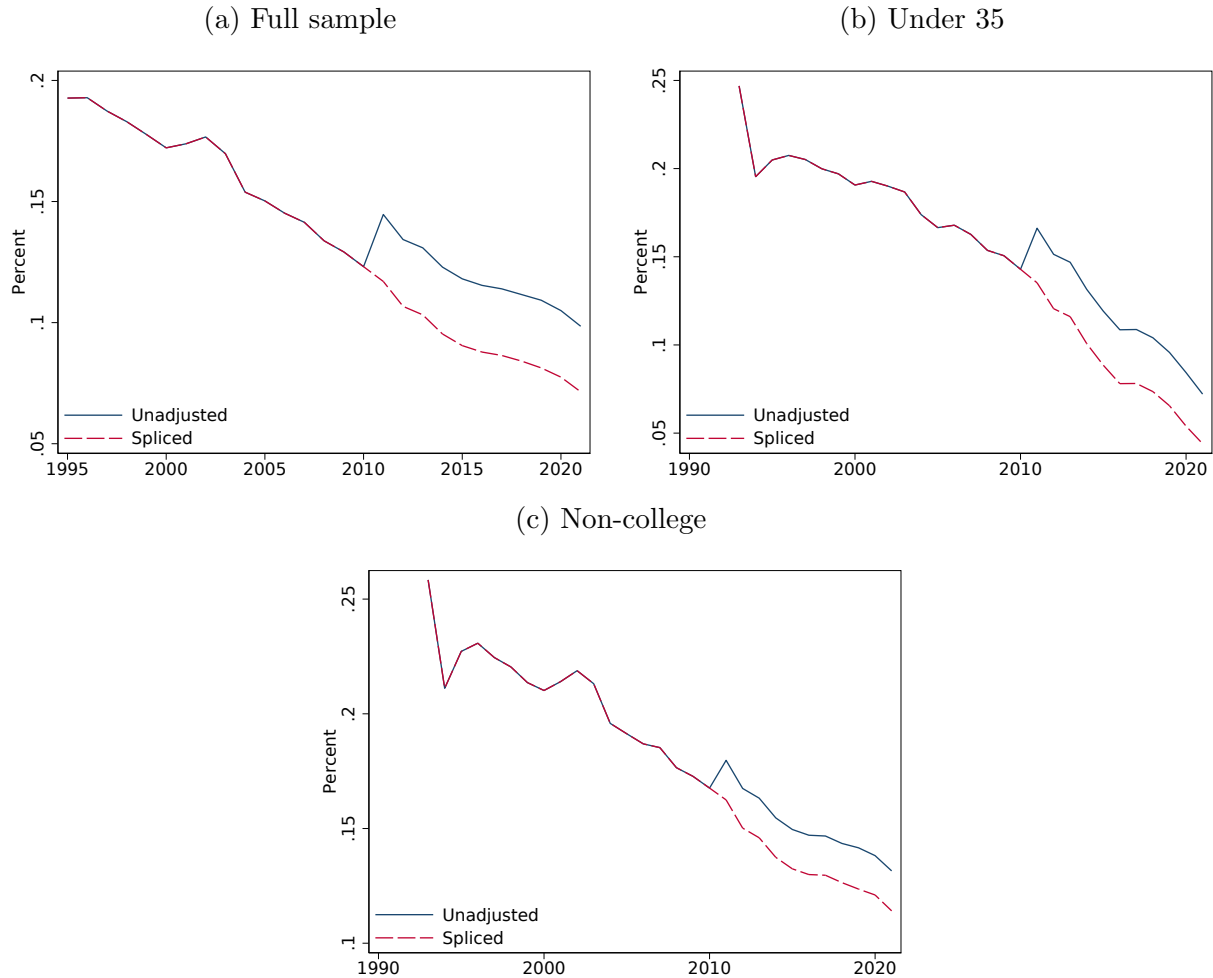 (a) Full sample
Percent
.2
.15
.1
.05
Unadjusted
Spliced
1995 2000 2005 2010 2015 2020
(b) Under 35
Percent
.25
.2
.15
.1
.05
Unadjusted
Spliced
1990 2000 2010 2020
(c) Non-college
Percent
.25
.2
.15
.1
Unadjusted
Spliced
1990 2000 2010 2020